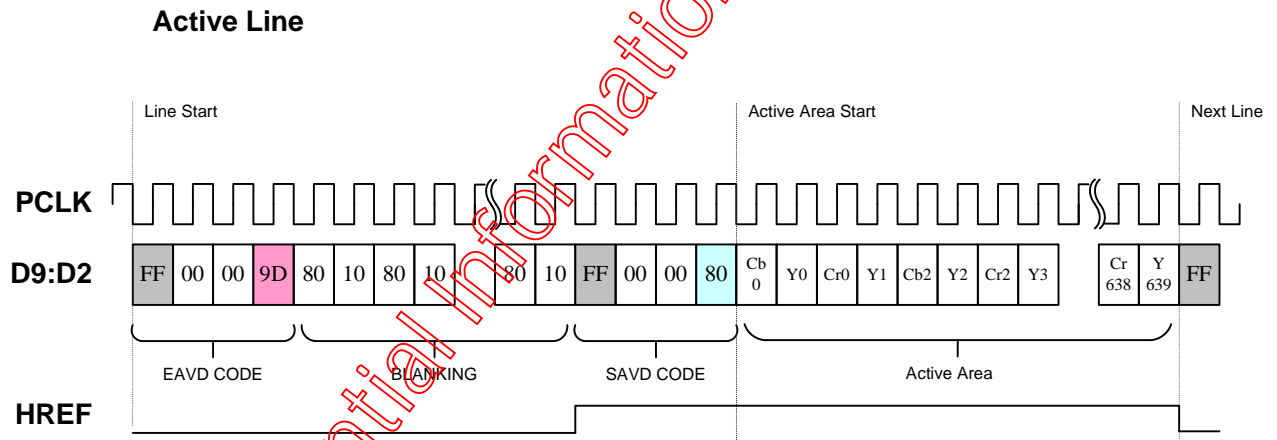 Active Line
Line Start
Active Area Start
Next Line
PCLK
D9:D2
FF 00 00 9D 80 10 80 10 80 10 FF 00 00 80 Cb 0 Y0 Cr0 Y1 Cb2 Y2 Cr2 Y3 Cr 638 Y 639 FF
EAVD CODE
BLANKING
SAVD CODE
Active Area
HREF
ntial Informatio